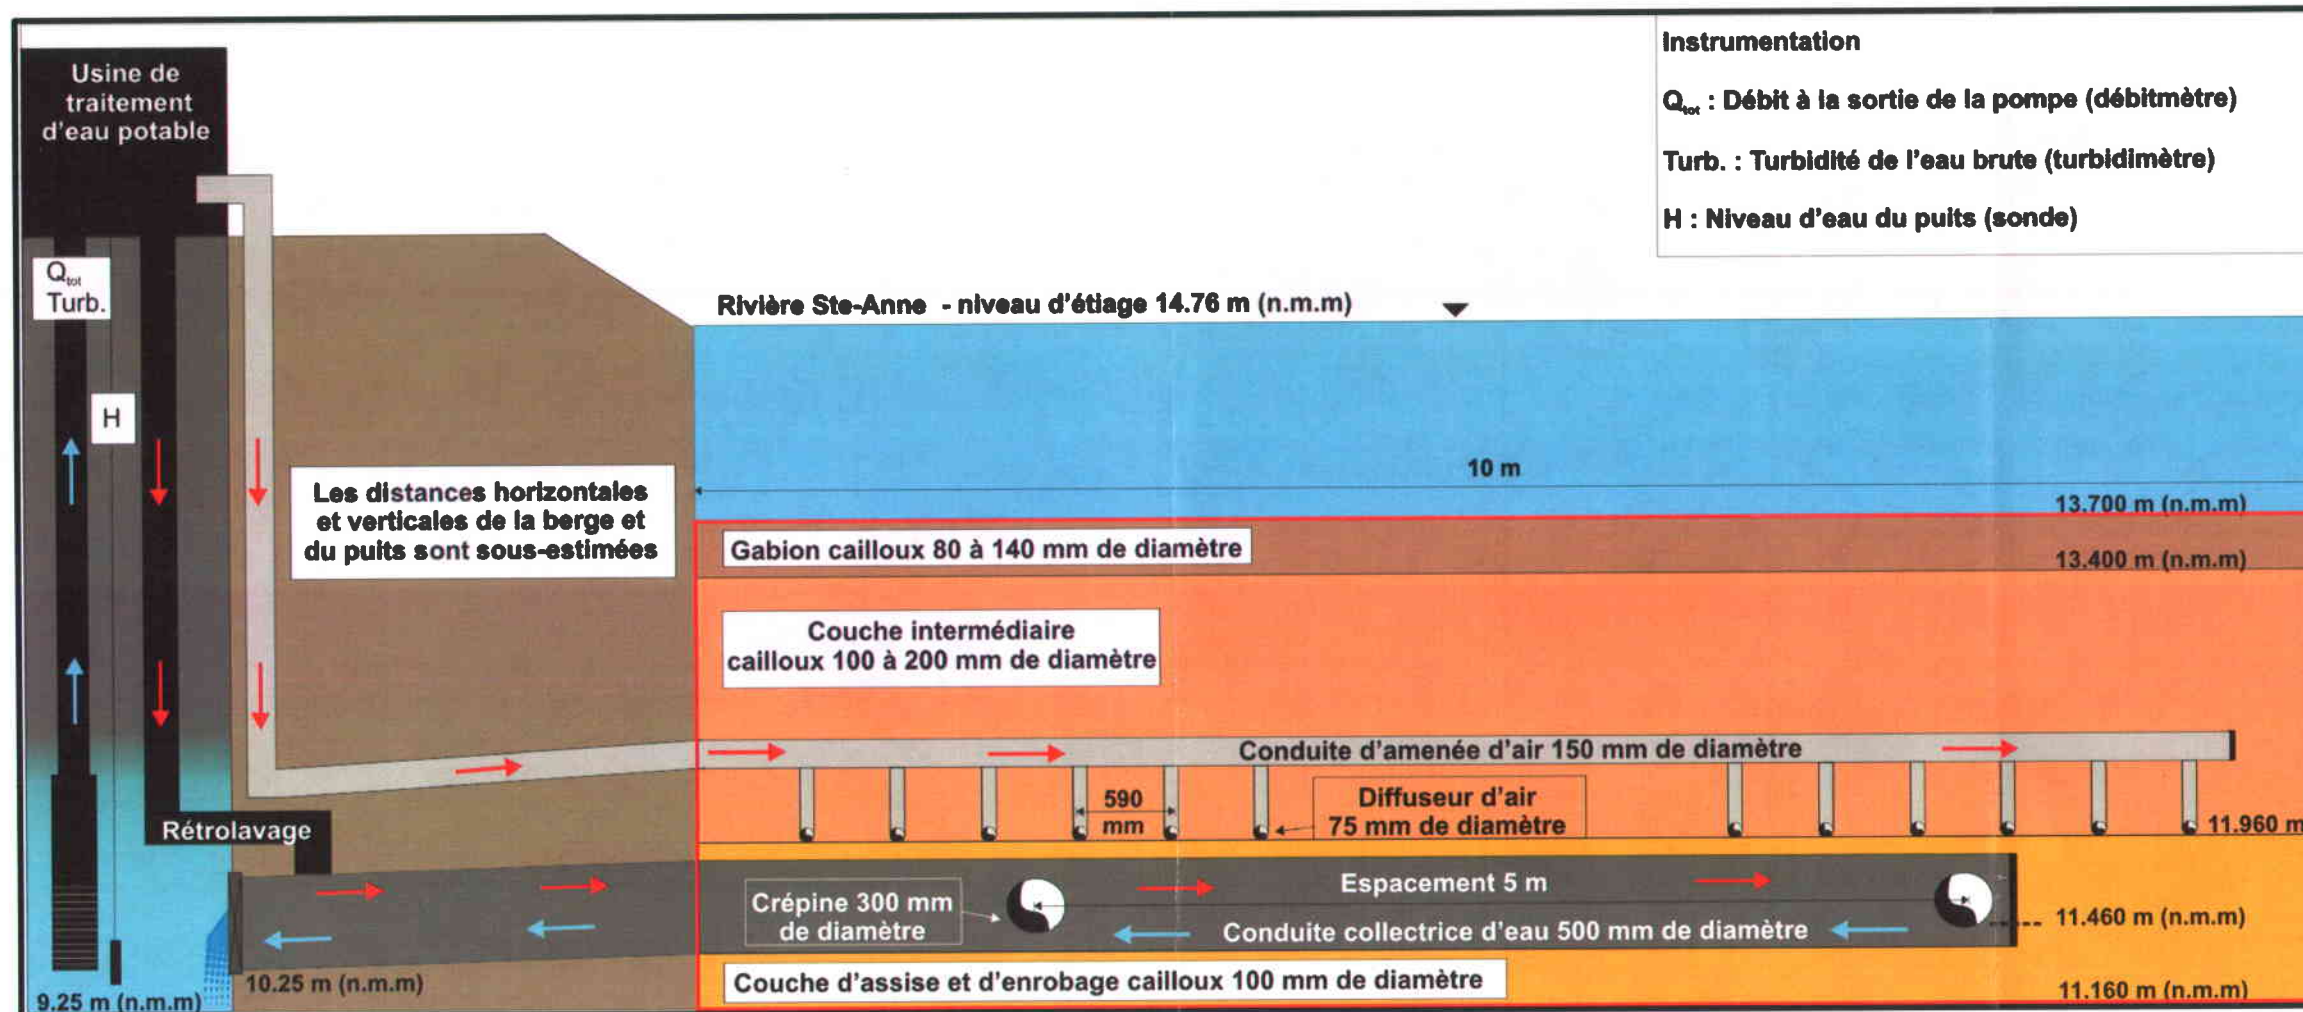 Usine de
traitement
d'eau potable
Instrumentation
Qtot : Débit à la sortie de la pompe (débitmètre)
Turb. : Turbidité de l'eau brute (turbidimètre)
H : Niveau d'eau du puits (sonde)
Qtot
Turb.
H
Rivière Ste-Anne - niveau d'étiage 14.76 m (n.m.m)
Les distances horizontales
et verticales de la berge et
du puits sont sous-estimées
10 m
13.700 m (n.m.m)
Gabion cailloux 80 à 140 mm de diamètre
13.400 m (n.m.m)
Couche intermédiaire
cailloux 100 à 200 mm de diamètre
Conduite d'amenée d'air 150 mm de diamètre
590
mm
Diffuseur d'air
75 mm de diamètre
11.960 m
Rétrolavage
Crépine 300 mm
de diamètre
Espacement 5 m
Conduite collectrice d'eau 500 mm de diamètre
11.460 m (n.m.m)
Couche d'assise et d'enrobage cailloux 100 mm de diamètre
11.160 m (n.m.m)
10.25 m (n.m.m)
9.25 m (n.m.m)